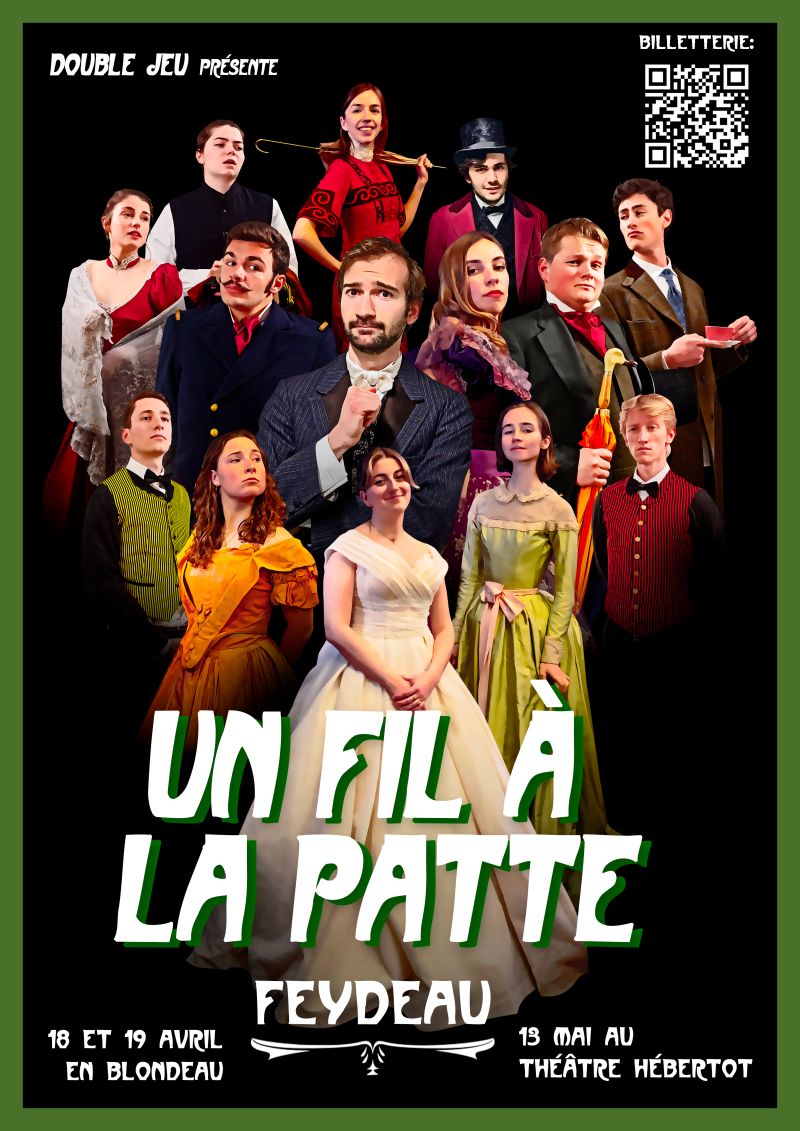 DOUBLE JEU PRÉSENTE
BILLETTERIE:
UN FIL À
LA PATTE
FEYDEAU
18 ET 19 AVRIL
EN BLONDEAU
13 MAI AU
THÉÂTRE HÉBERTOT